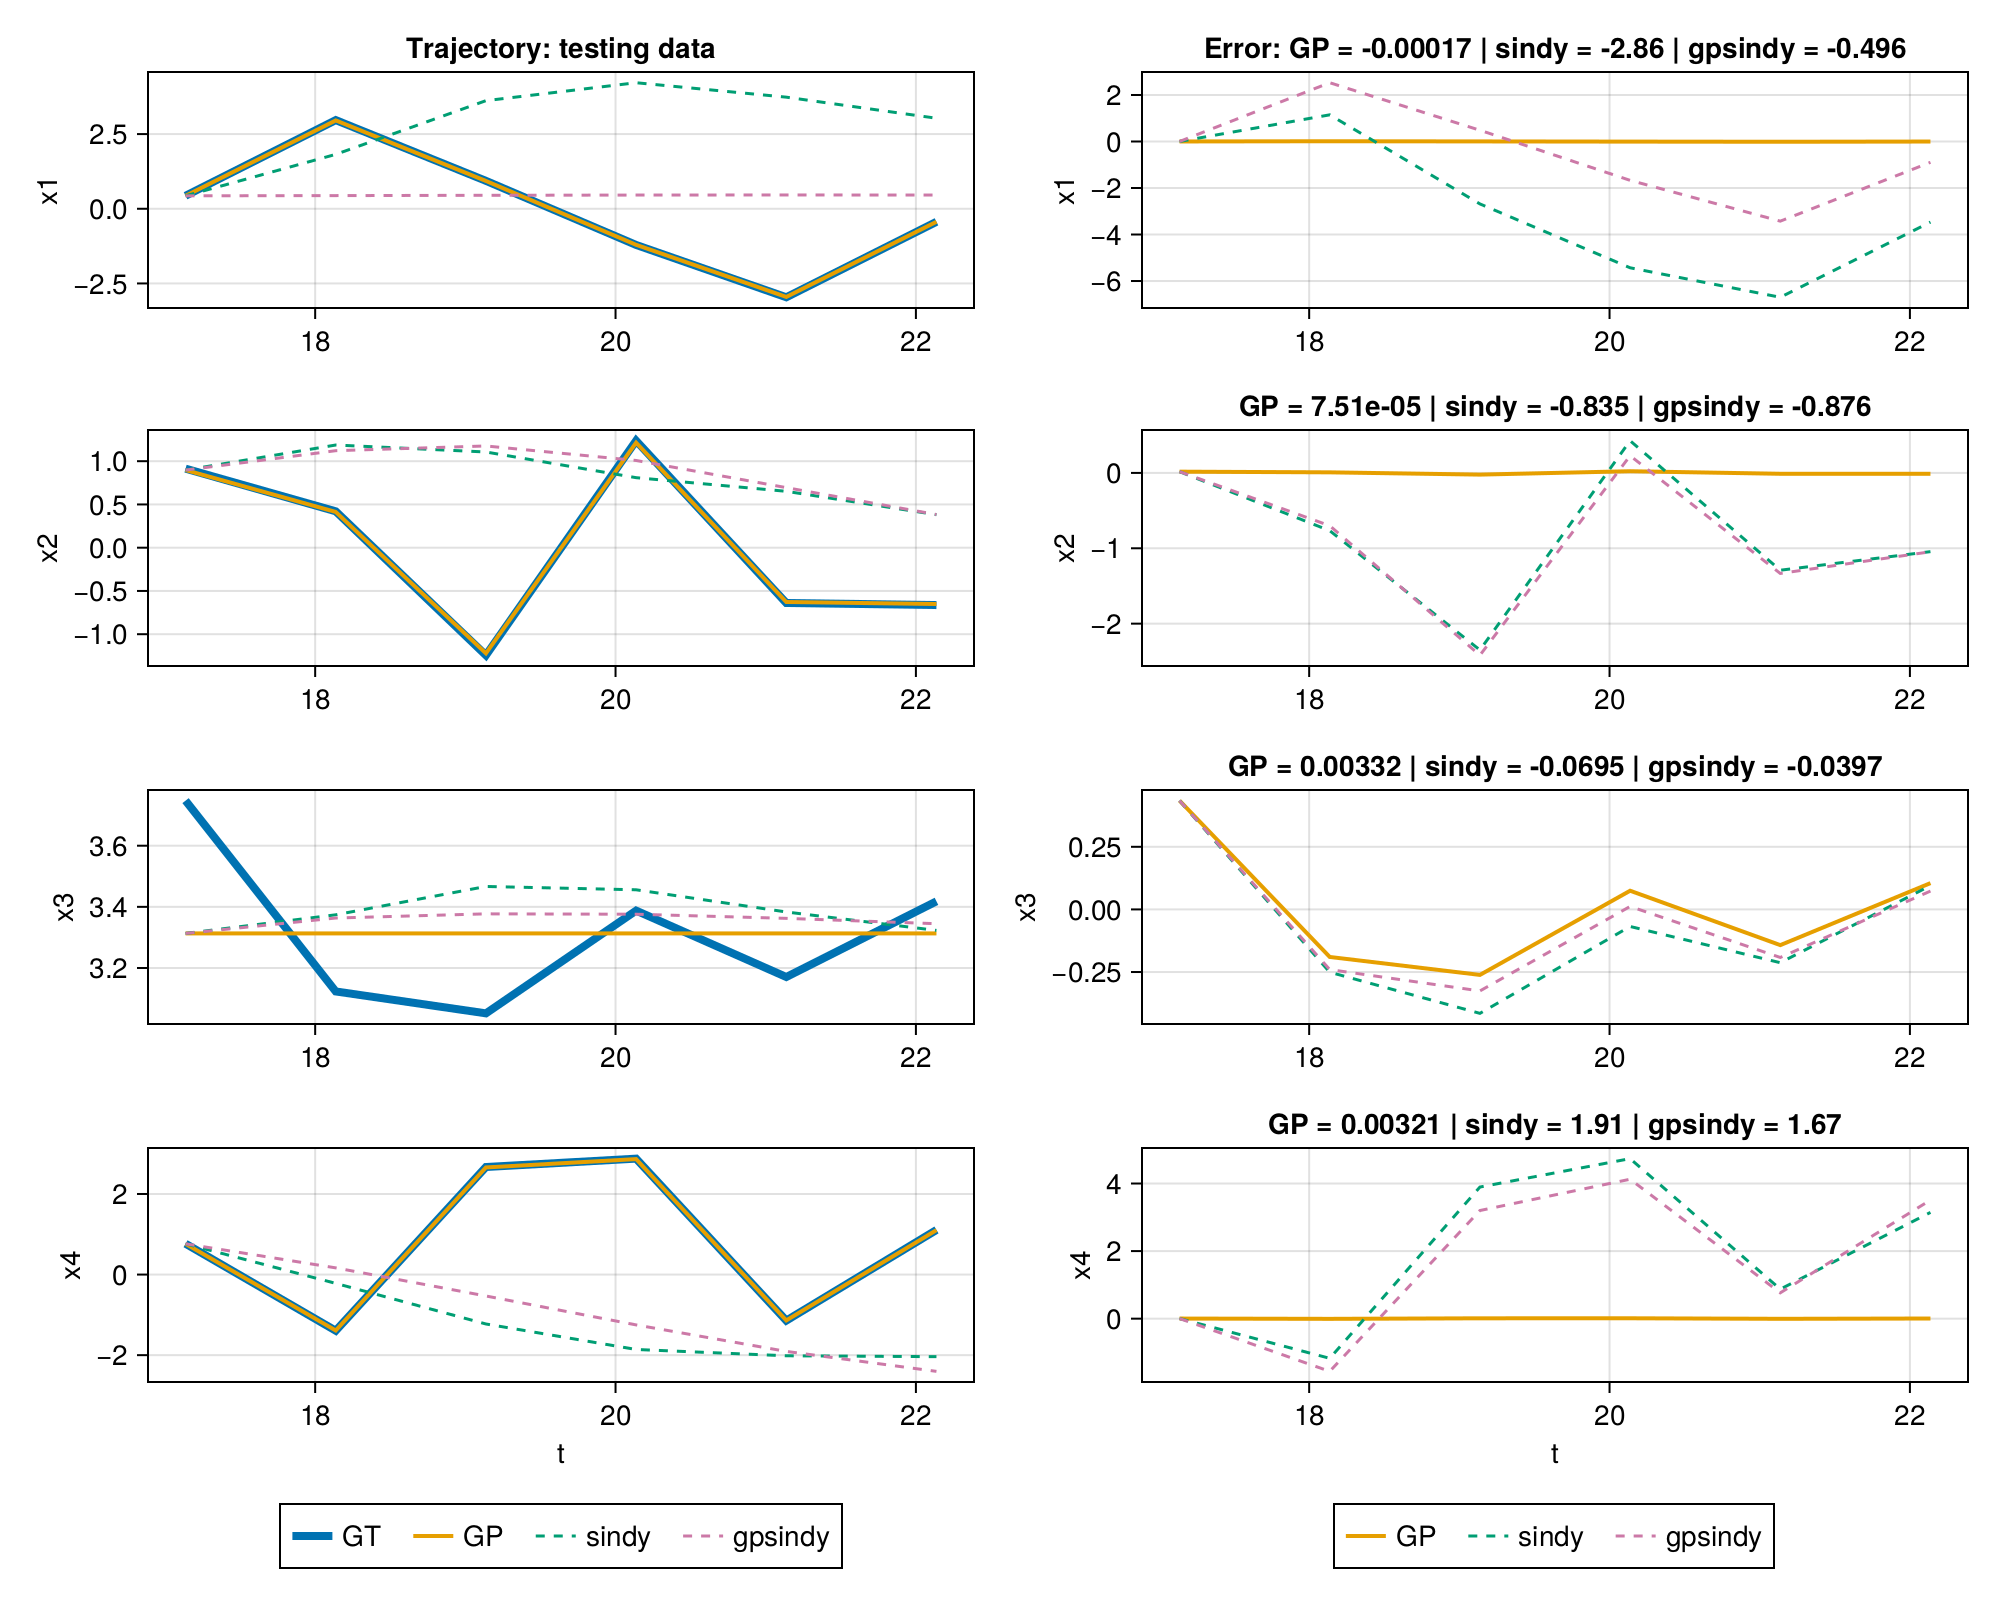 Trajectory: testing data
x1
2.5
0.0
−2.5
18 20 22
Error: GP = -0.00017 | sindy = -2.86 | gpsindy = -0.496
x1
2
0
−2
−4
−6
18 20 22
x2
1.0
0.5
0.0
−0.5
−1.0
18 20 22
GP = 7.51e-05 | sindy = -0.835 | gpsindy = -0.876
x2
0
−1
−2
18 20 22
x3
3.6
3.4
3.2
18 20 22
GP = 0.00332 | sindy = -0.0695 | gpsindy = -0.0397
x3
0.25
0.00
−0.25
18 20 22
x4
2
0
−2
18 20 22
t
GP = 0.00321 | sindy = 1.91 | gpsindy = 1.67
x4
4
2
0
18 20 22
t
GT GP sindy gpsindy
GP sindy gpsindy